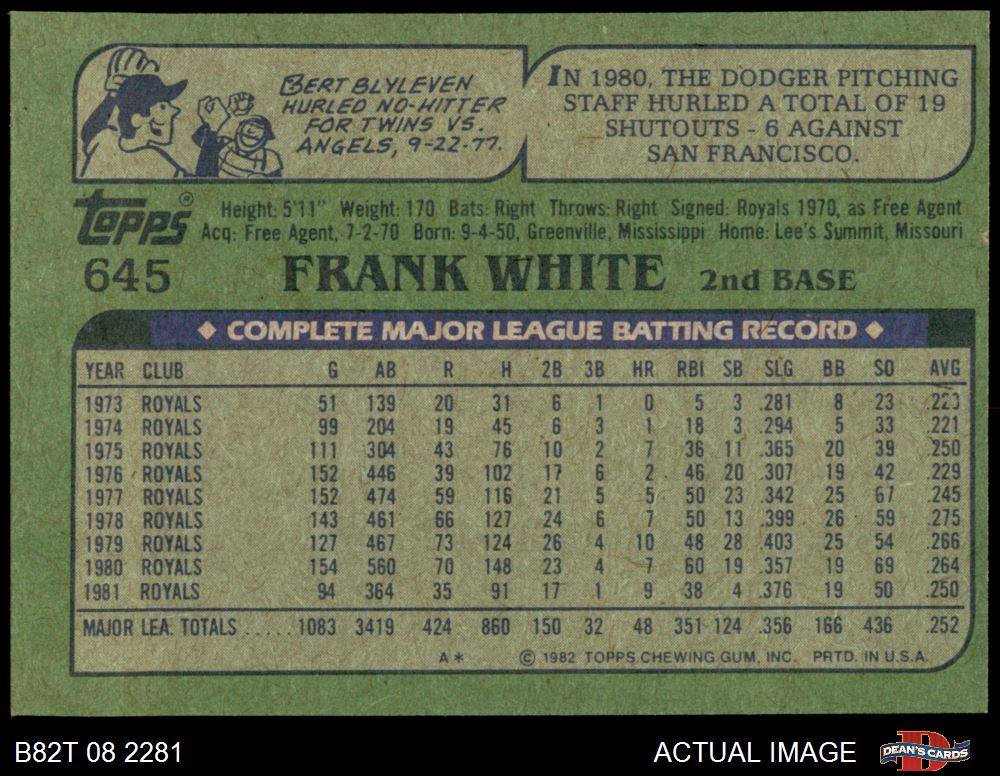 BERT BLYLEVEN
HURLED NO-HITTER
FOR TWINS VS.
ANGELS, 9-22-77.
IN 1980, THE DODGER PITCHING
STAFF HURLED A TOTAL OF 19
SHUTOUTS - 6 AGAINST
SAN FRANCISCO.
topps®
Height: 5'11" Weight: 170 Bats: Right Throws: Right Signed: Royals 1970, as Free Agent
Acq: Free Agent, 7-2-70 Born: 9-4-50, Greenville, Mississippi Home: Lee's Summit, Missouri
645 FRANK WHITE 2nd BASE
◆ COMPLETE MAJOR LEAGUE BATTING RECORD ◆
YEAR CLUB G AB R H 2B 3B HR RBI SB SLG BB SO AVG
1973 ROYALS 51 139 20 31 6 1 0 5 3 .281 8 23 .223
1974 ROYALS 99 204 19 45 6 3 1 18 3 .294 5 33 .221
1975 ROYALS 111 304 43 76 10 2 7 36 11 .365 20 39 .250
1976 ROYALS 152 446 39 102 17 6 2 46 20 .307 19 42 .229
1977 ROYALS 152 474 59 116 21 5 5 50 23 .342 25 67 .245
1978 ROYALS 143 461 66 127 24 6 7 50 13 .399 26 59 .275
1979 ROYALS 127 467 73 124 26 4 10 48 28 .403 25 54 .266
1980 ROYALS 154 560 70 148 23 4 7 60 19 .357 19 69 .264
1981 ROYALS 94 364 35 91 17 1 9 38 4 .376 19 50 .250
MAJOR LEA. TOTALS ..... 1083 3419 424 860 150 32 48 351 124 .356 166 436 .252
A* © 1982 TOPPS CHEWING GUM, INC. PRTD. IN U.S.A.
B82T 08 2281 ACTUAL IMAGE DEAN'S CARDS